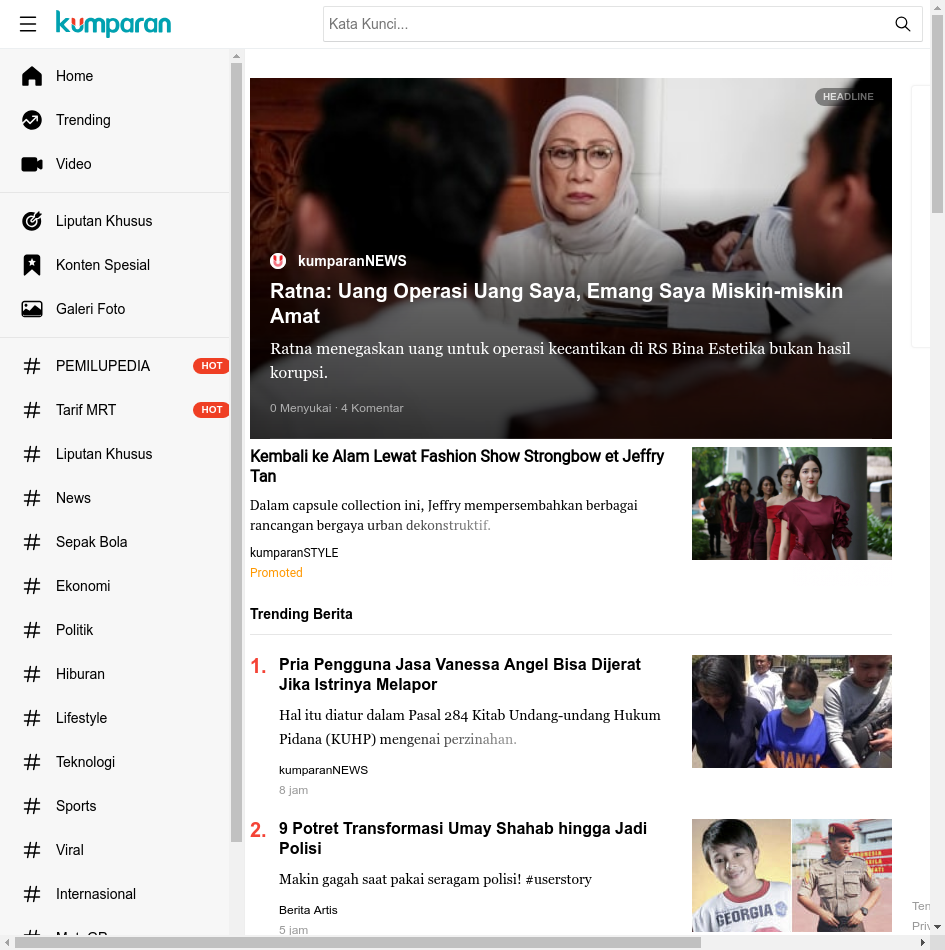 kumparan
Kata Kunci...
Home
Trending
Video
Liputan Khusus
Konten Spesial
Galeri Foto
PEMILUPEDIA HOT
Tarif MRT HOT
Liputan Khusus
News
Sepak Bola
Ekonomi
Politik
Hiburan
Lifestyle
Teknologi
Sports
Viral
Internasional
HEADLINE
kumparanNEWS
Ratna: Uang Operasi Uang Saya, Emang Saya Miskin-miskin
Amat
Ratna menegaskan uang untuk operasi kecantikan di RS Bina Estetika bukan hasil
korupsi.
0 Menyukai · 4 Komentar
Kembali ke Alam Lewat Fashion Show Strongbow et Jeffry
Tan
Dalam capsule collection ini, Jeffry mempersembahkan berbagai
rancangan bergaya urban dekonstruktif.
kumparanSTYLE
Promoted
Trending Berita
1. Pria Pengguna Jasa Vanessa Angel Bisa Dijerat
Jika Istrinya Melapor
Hal itu diatur dalam Pasal 284 Kitab Undang-undang Hukum
Pidana (KUHP) mengenai perzinahan.
kumparanNEWS
8 jam
2. 9 Potret Transformasi Umay Shahab hingga Jadi
Polisi
Makin gagah saat pakai seragam polisi! #userstory
Berita Artis
5 jam
GEORGIA